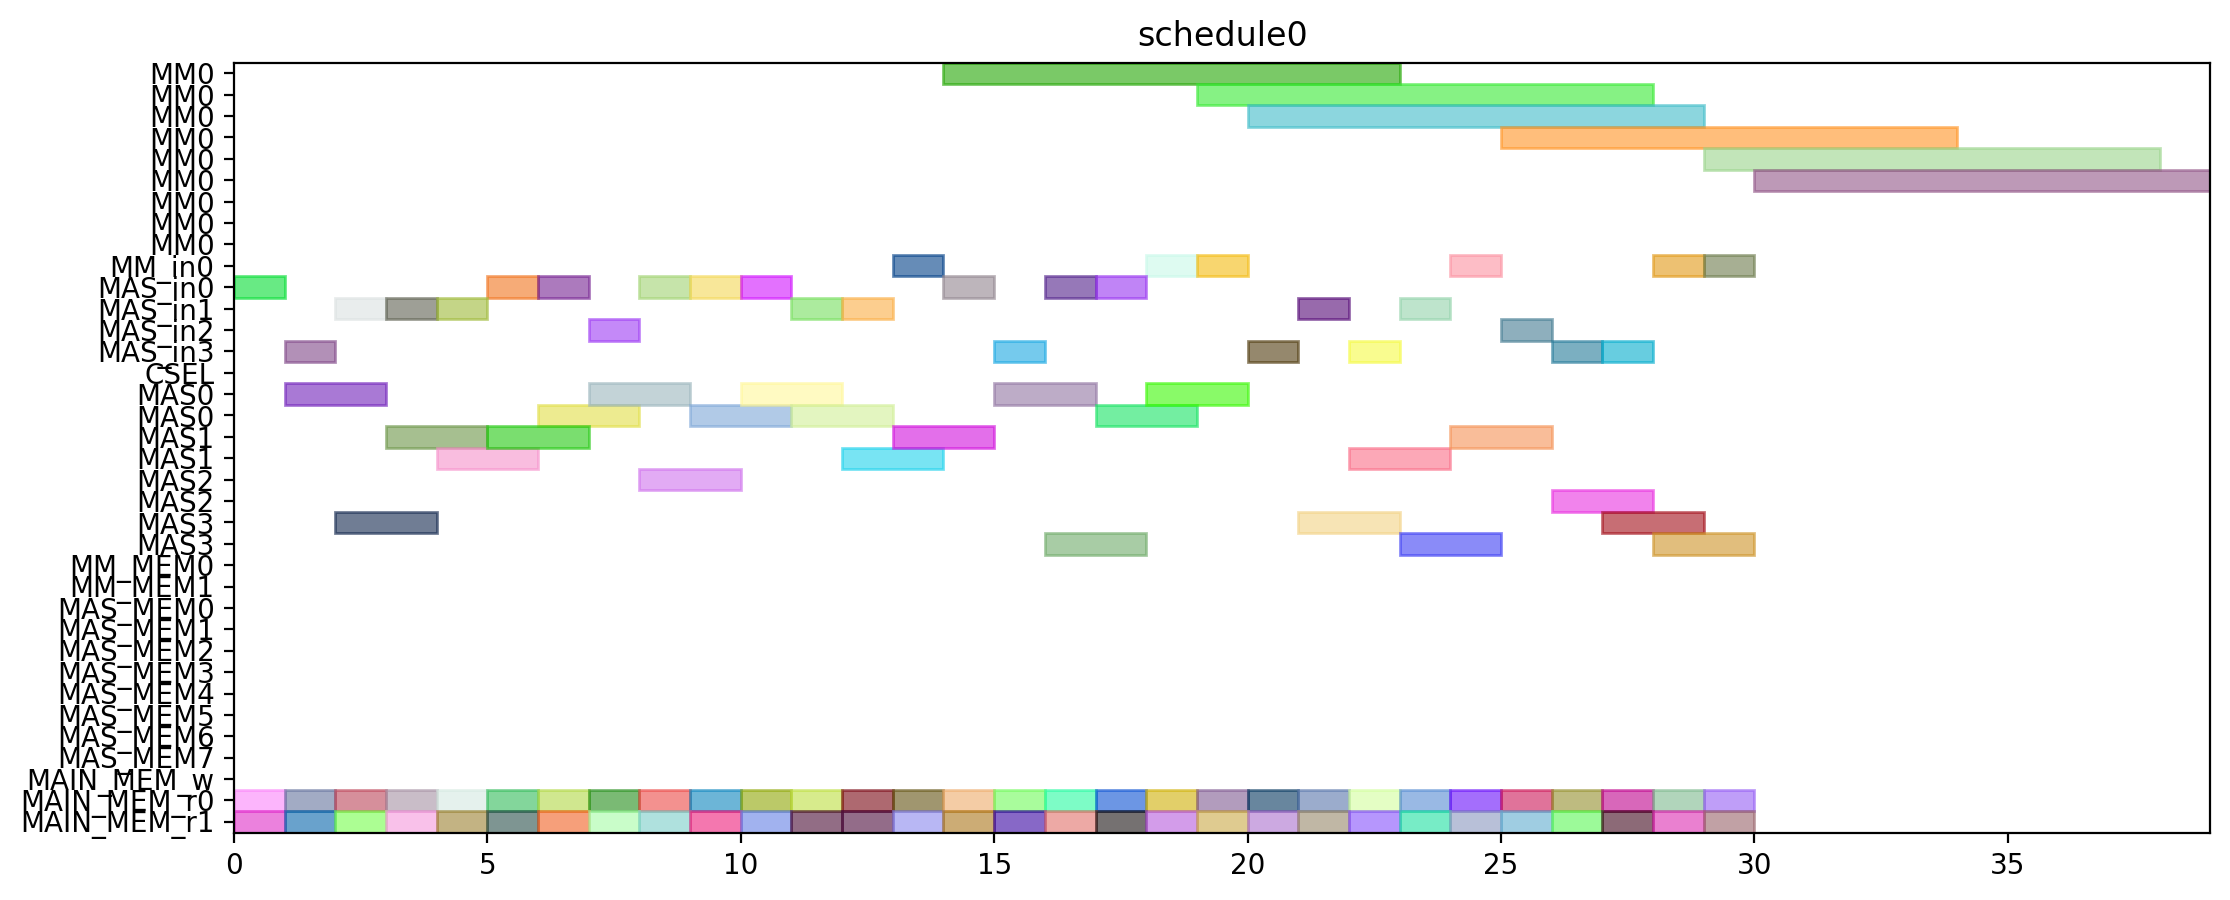 schedule0
MM0
MM0
MM0
MM0
MM0
MM0
MM0
MM0
MM0
MM_in0
MAS_in0
MAS_in1
MAS_in2
MAS_in3
CSEL
MAS0
MAS0
MAS1
MAS1
MAS2
MAS2
MAS3
MAS3
MM_MEM0
MM_MEM1
MAS_MEM0
MAS_MEM1
MAS_MEM2
MAS_MEM3
MAS_MEM4
MAS_MEM5
MAS_MEM6
MAS_MEM7
MAIN_MEM_w
MAIN_MEM_r0
MAIN_MEM_r1
0 5 10 15 20 25 30 35